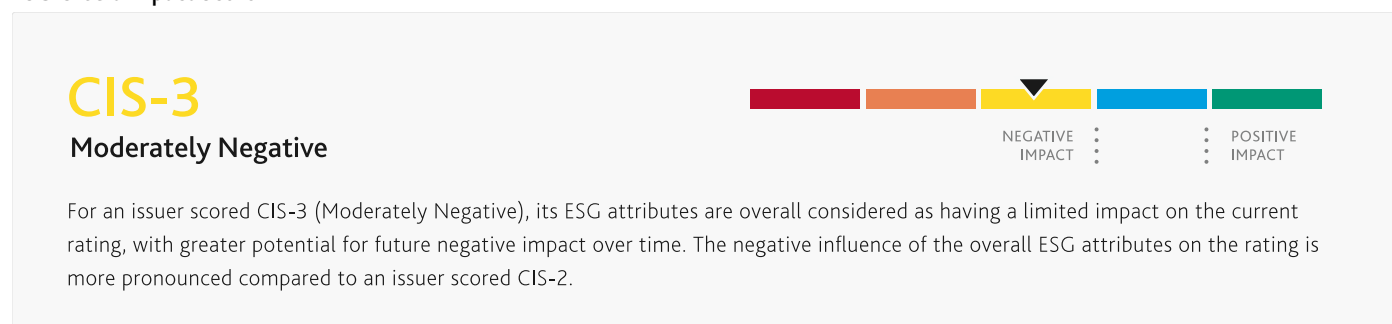 CIS-3
Moderately Negative
NEGATIVE
IMPACT
POSITIVE
IMPACT
For an issuer scored CIS-3 (Moderately Negative), its ESG attributes are overall considered as having a limited impact on the current
rating, with greater potential for future negative impact over time. The negative influence of the overall ESG attributes on the rating is
more pronounced compared to an issuer scored CIS-2.